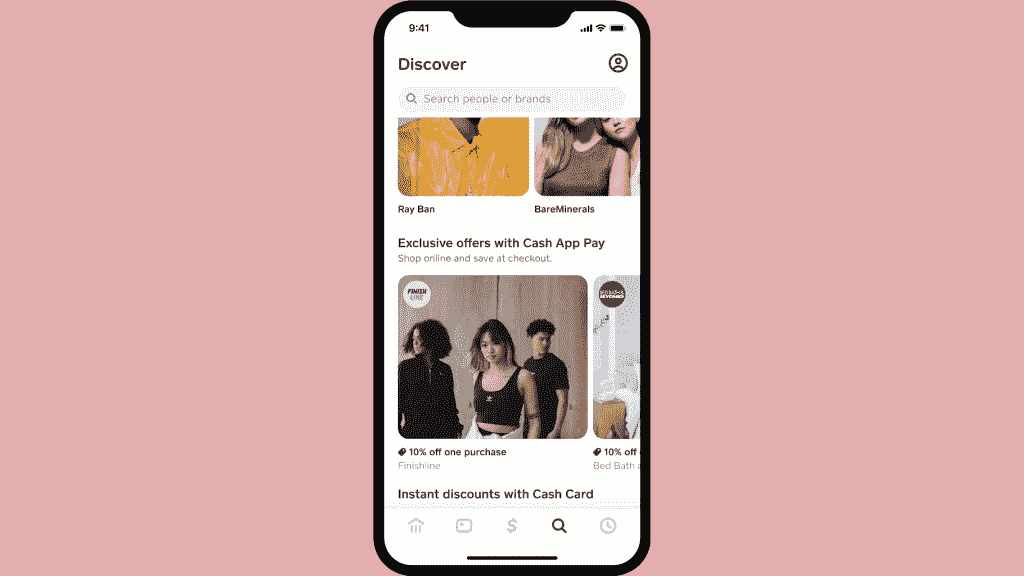 9:41
Discover
Search people or brands
Ray Ban
BareMinerals
Exclusive offers with Cash App Pay
Shop online and save at checkout.
FINISH
LINE
BED BATH &
BEYOND
10% off one purchase
10% off
Finishline
Bed Bath a
Instant discounts with Cash Card
$